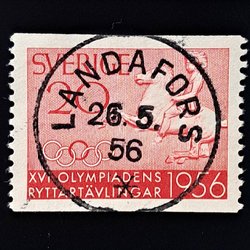 SVERIGE
LANDAFORS
20
26.5.
56
XVI OLYMPIADENS
RYTTARTÄVLINGAR 1956